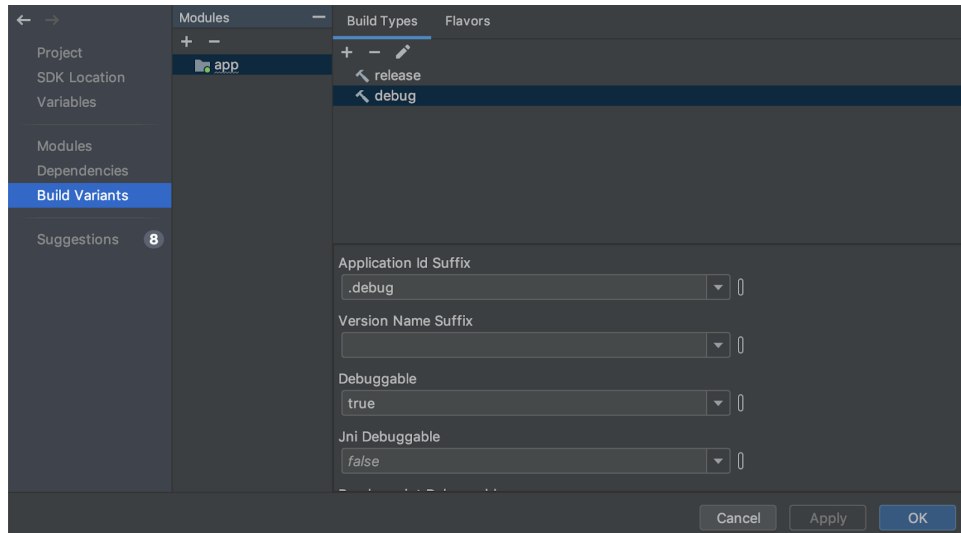 Project
SDK Location
Variables
Modules
Dependencies
Build Variants
Suggestions 8
Modules
app
Build Types Flavors
release
debug
Application Id Suffix
.debug
Version Name Suffix
Debuggable
true
Jni Debuggable
false
Cancel Apply OK